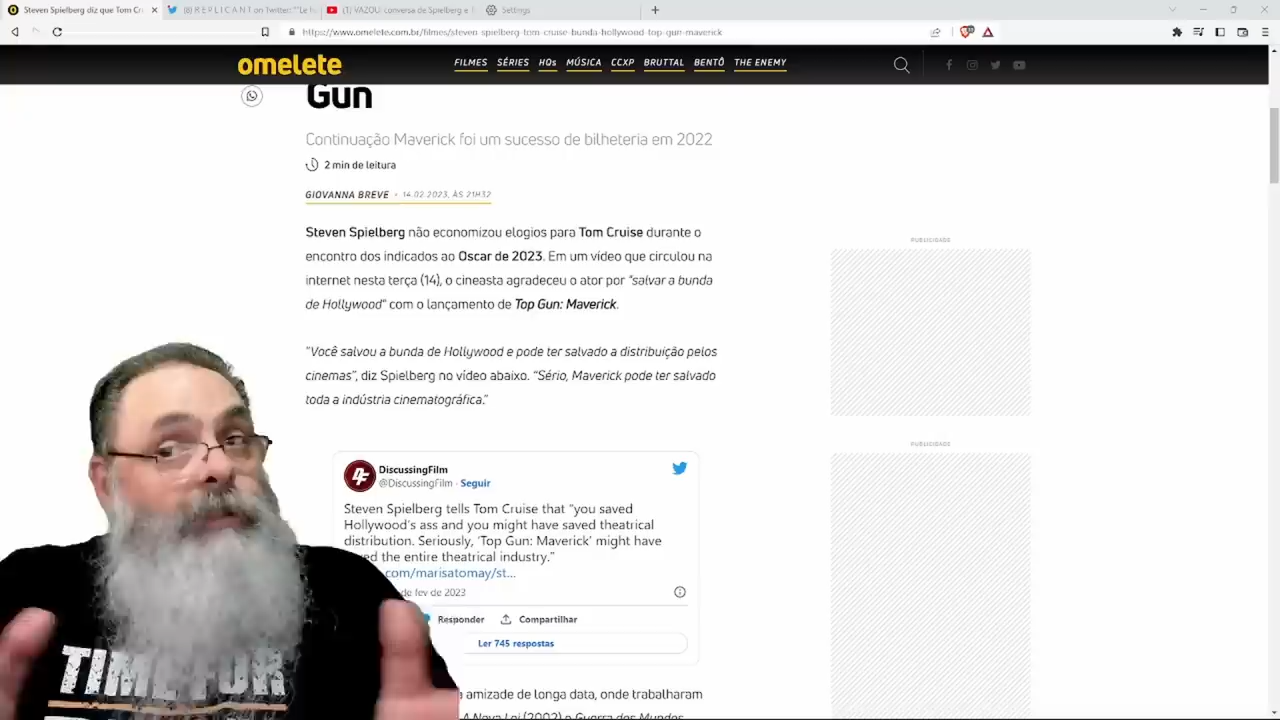 Steven Spielberg diz que Tom Cru
on Twitter: "
(1) VAZOU conversa de Spielberg e
Settings
https://www.omelete.com.br/filmes/steven-spielberg-tom-cruise-bunda-hollywood-top-gun-maverick
omelete
FILMES SÉRIES HQs MÚSICA CCXP BRUTTAL BENTÔ THE ENEMY
Gun
Continuação Maverick foi um sucesso de bilheteria em 2022
2 min de leitura
GIOVANNA BREVE • 14.02.2023, ÀS 21H32
PUBLICIDADE
Steven Spielberg não economizou elogios para Tom Cruise durante o
encontro dos indicados ao Oscar de 2023. Em um vídeo que circulou na
internet nesta terça (14), o cineasta agradeceu o ator por "salvar a bunda
de Hollywood" com o lançamento de Top Gun: Maverick.
"Você salvou a bunda de Hollywood e pode ter salvado a distribuição pelos
cinemas", diz Spielberg no vídeo abaixo. "Sério, Maverick pode ter salvado
toda a indústria cinematográfica."
PUBLICIDADE
DiscussingFilm
@DiscussingFilm · Seguir
Steven Spielberg tells Tom Cruise that "you saved
Hollywood's ass and you might have saved theatrical
distribution. Seriously, 'Top Gun: Maverick' might have
ed the entire theatrical industry."
com/marisatomay/st...
de fev de 2023
Responder Compartilhar
Ler 745 respostas
a amizade de longa data, onde trabalharam
A Nova Lei (2002) e Guerra dos Mundos
TIME FOR